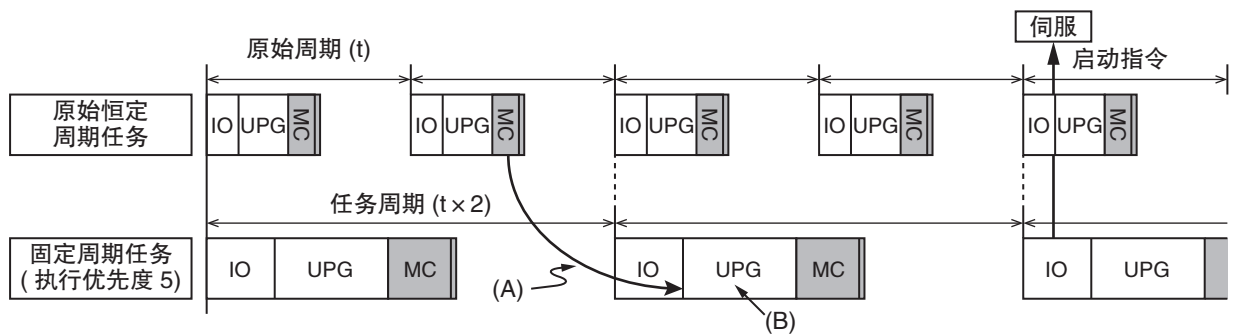 伺服
原始周期 (t)
启动指令
原始恒定
周期任务
IO UPG MC
IO UPG MC
IO UPG MC
IO UPG MC
IO UPG MC
任务周期 (t × 2)
固定周期任务
( 执行优先度 5)
IO UPG MC
IO UPG MC
IO UPG
(A)
(B)